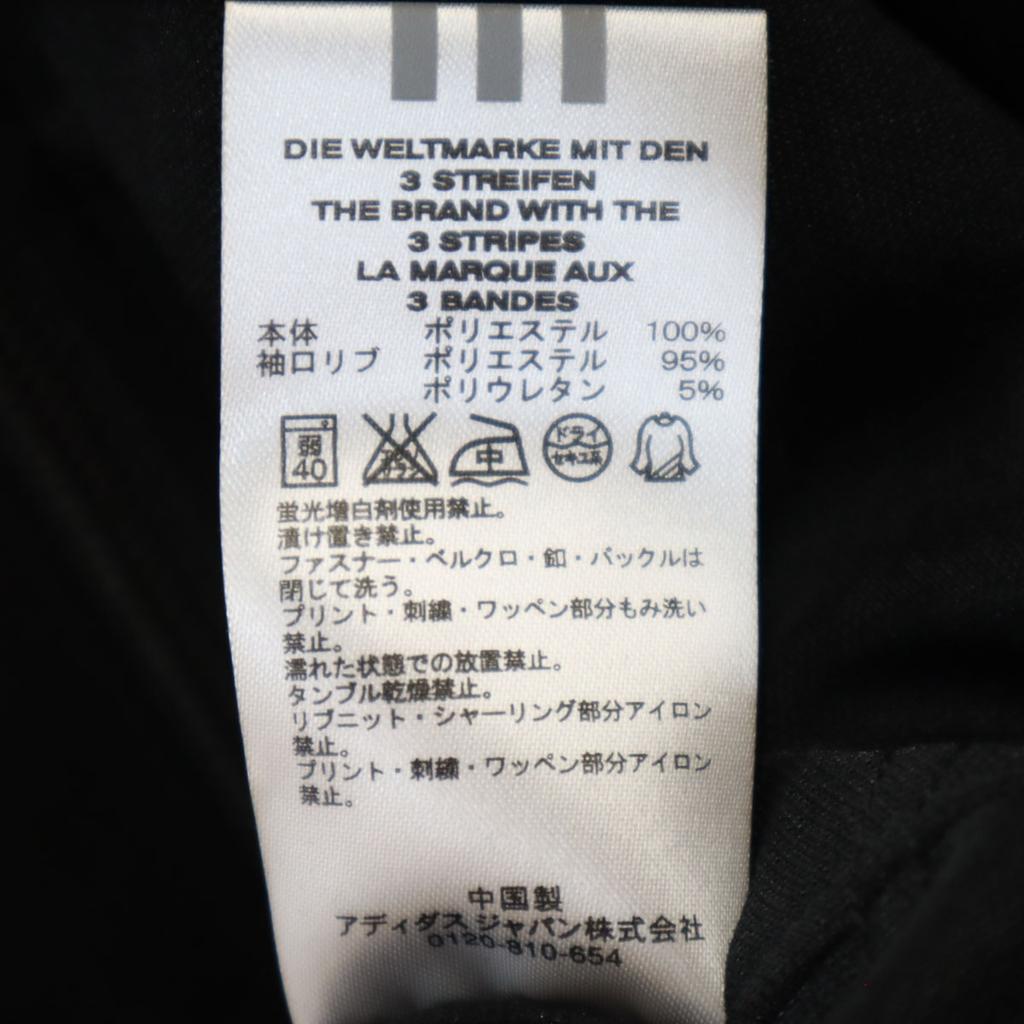 DIE WELTMARKE MIT DEN
3 STREIFEN
THE BRAND WITH THE
3 STRIPES
LA MARQUE AUX
3 BANDES
本体 ポリエステル 100%
袖口リブ ポリエステル 95%
ポリウレタン 5%
弱 40 中 ドライ セキユ系
蛍光増白剤使用禁止。
漬け置き禁止。
ファスナー・ベルクロ・釦・バックルは
閉じて洗う。
プリント・刺繍・ワッペン部分もみ洗い
禁止。
濡れた状態での放置禁止。
タンブル乾燥禁止。
リブニット・シャーリング部分アイロン
禁止。
プリント・刺繍・ワッペン部分アイロン
禁止。
中国製
アディダス ジャパン株式会社
0120-810-654